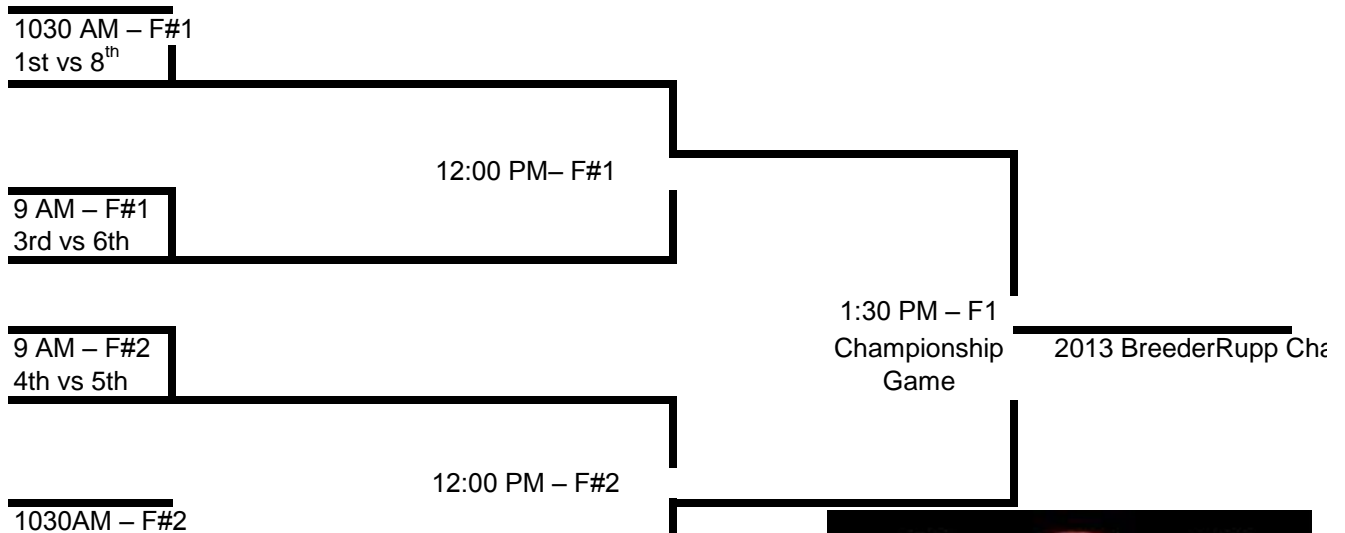 1030 AM – F#1
1st vs 8th
12:00 PM– F#1
9 AM – F#1
3rd vs 6th
1:30 PM – F1
Championship
Game
2013 BreederRupp Cha
9 AM – F#2
4th vs 5th
12:00 PM – F#2
1030AM – F#2